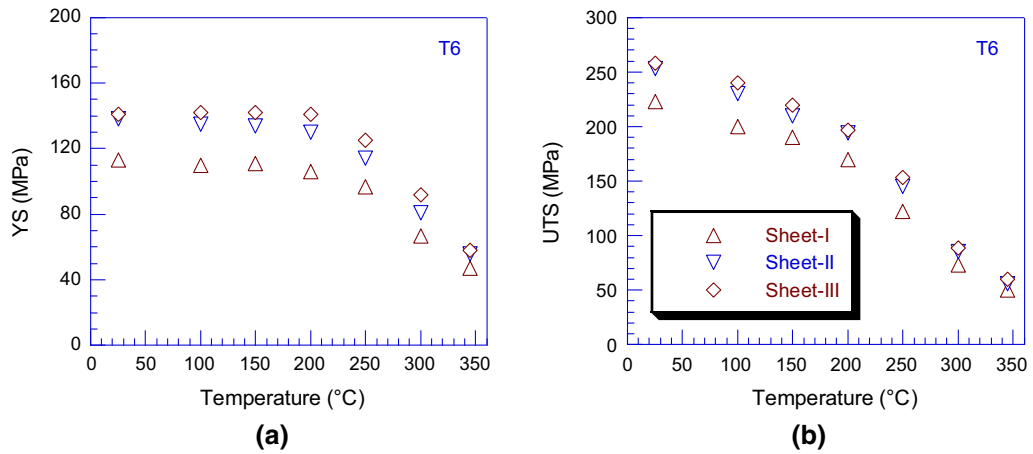 200
160
120
80
40
0
YS (MPa)
T6
0 50 100 150 200 250 300 350
Temperature (°C)
(a)
300
250
200
150
100
50
0
UTS (MPa)
T6
Sheet-I
Sheet-II
Sheet-III
0 50 100 150 200 250 300 350
Temperature (°C)
(b)